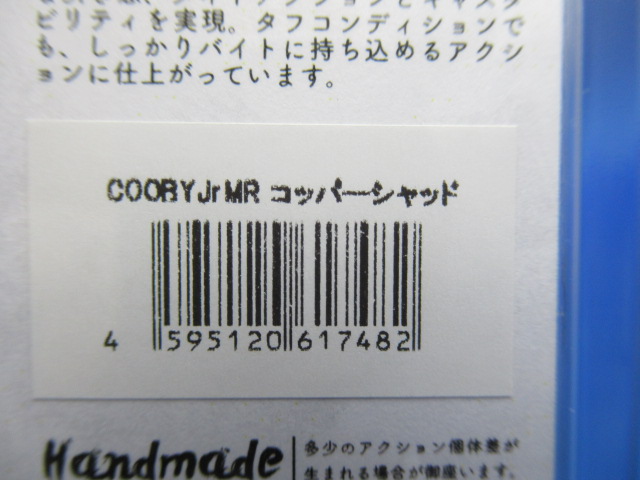 ビリティを実現。タフコンディションで
も、しっかりバイトに持ち込めるアクシ
ョンに仕上がっています。
COOBYJrMR コッパーシャッド
4 595120 617482
Handmade
多少のアクション個体差が
生まれる場合が御座います。